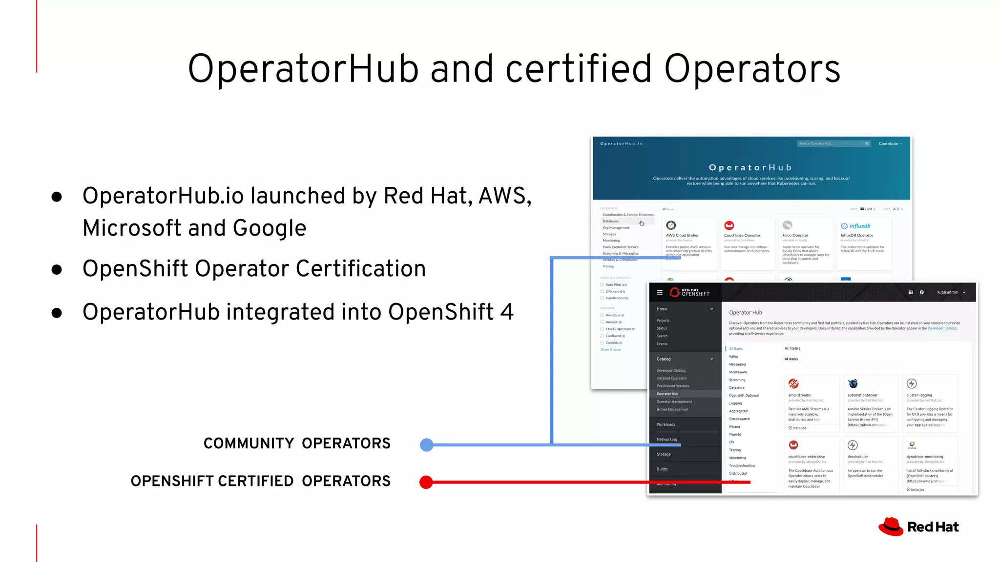 OperatorHub and certified Operators
● OperatorHub.io launched by Red Hat, AWS,
Microsoft and Google
● OpenShift Operator Certification
● OperatorHub integrated into OpenShift 4
COMMUNITY OPERATORS
OPENSHIFT CERTIFIED OPERATORS
OperatorHub.io
Search OperatorHub...
Contribute
OperatorHub
Operators deliver the automation advantages of cloud services like provisioning, scaling, and backup/
restore while being able to run anywhere that Kubernetes can run.
CATEGORIES
Coordination & Service Discovery
Databases
Key Management
Storages
Monitoring
PaaS/Container Service
Streaming & Messaging
Security & Compliance
Tracing
OPERATOR MATURITY
Auto Pilot (12)
Lifecycle (16)
Installation (20)
PROVIDER
Amadeus (1)
Amazon (2)
CNCF/Upstream (1)
Confluent (1)
CoreOS (2)
Show 3 more
48 items
VIEW: Card
SORT: A-Z
AWS Cloud Broker
provided by Amazon
Provides native AWS services
and simple integration directly
within the application
platform.
Couchbase Operator
provided by Couchbase
Run and manage Couchbase
autonomously on Kubernetes.
Falco Operator
provided by Sysdig
Kubernetes operator for
Sysdig Falco that allows
developers to manage rules for
detecting intruders and
backdoors.
influxdb
InfluxDB Operator
provided by InfluxDB
The Kubernetes operator for
InfluxDB and the TICK stack.
RED HAT
OPENSHIFT
kube:admin
Home
Projects
Status
Search
Events
Catalog
Developer Catalog
Installed Operators
Provisioned Services
Operator Hub
Operator Management
Broker Management
Workloads
Networking
Storage
Builds
Monitoring
Operator Hub
Discover Operators from the Kubernetes community and Red Hat partners, curated by Red Hat. Operators can be installed on your clusters to provide
optional add-ons and shared services to your developers. Once installed, the capabilities provided by the Operator appear in the Developer Catalog,
providing a self-service experience.
All Items
Kafka
Messaging
Middleware
Streaming
Datastore
Openshift Optional
Logging
Aggregated
Elasticsearch
Kibana
Fluentd
Efk
Tracing
Monitoring
Troubleshooting
Distributed
Other
All Items
14 items
amq-streams
provided by Red Hat, Inc.
Red Hat AMQ Streams is a
massively scalable,
distributed, and high
Installed
automationbroker
provided by Red Hat, Inc.
Ansible Service Broker is an
implementation of the [Open
Service Broker API]
(https://github.com/open
cluster-logging
provided by Red Hat, Inc.
The Cluster Logging Operator
for OKD provides a means for
configuring and managing
your aggregated logging
couchbase-enterprise
provided by MongoDB, Inc
The Couchbase Autonomous
Operator allows users to
easily deploy, manage, and
maintain Couchbase
descheduler
provided by Red Hat, Inc.
An operator to run the
OpenShift descheduler
dynatrace
dynatrace-monitoring
provided by MongoDB, Inc
Install full-stack monitoring of
[OpenShift clusters]
(https://www.dynatrace
Installed
Red Hat